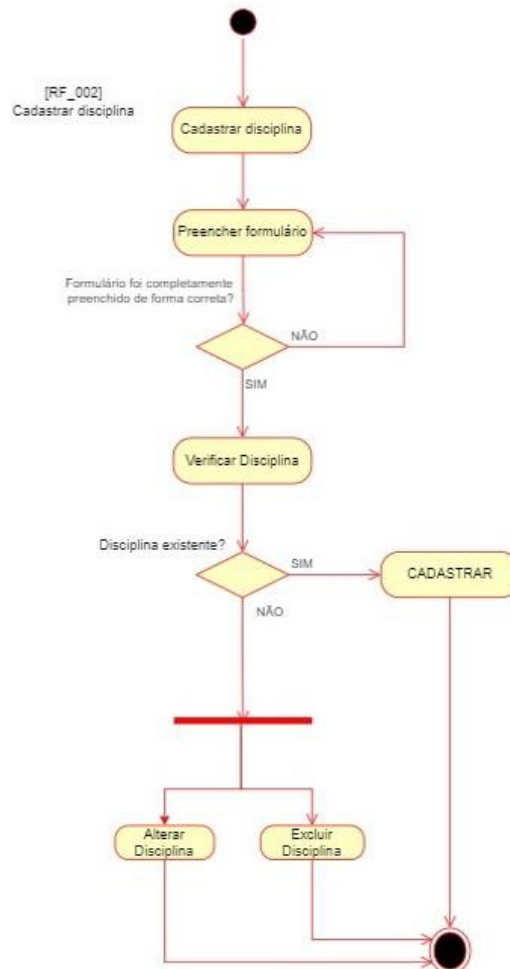 [RF_002]
Cadastrar disciplina
Cadastrar disciplina
Preencher formulário
Formulário foi completamente
preenchido de forma correta?
NÃO
SIM
Verificar Disciplina
Disciplina existente?
SIM
CADASTRAR
NÃO
Alterar
Disciplina
Excluir
Disciplina